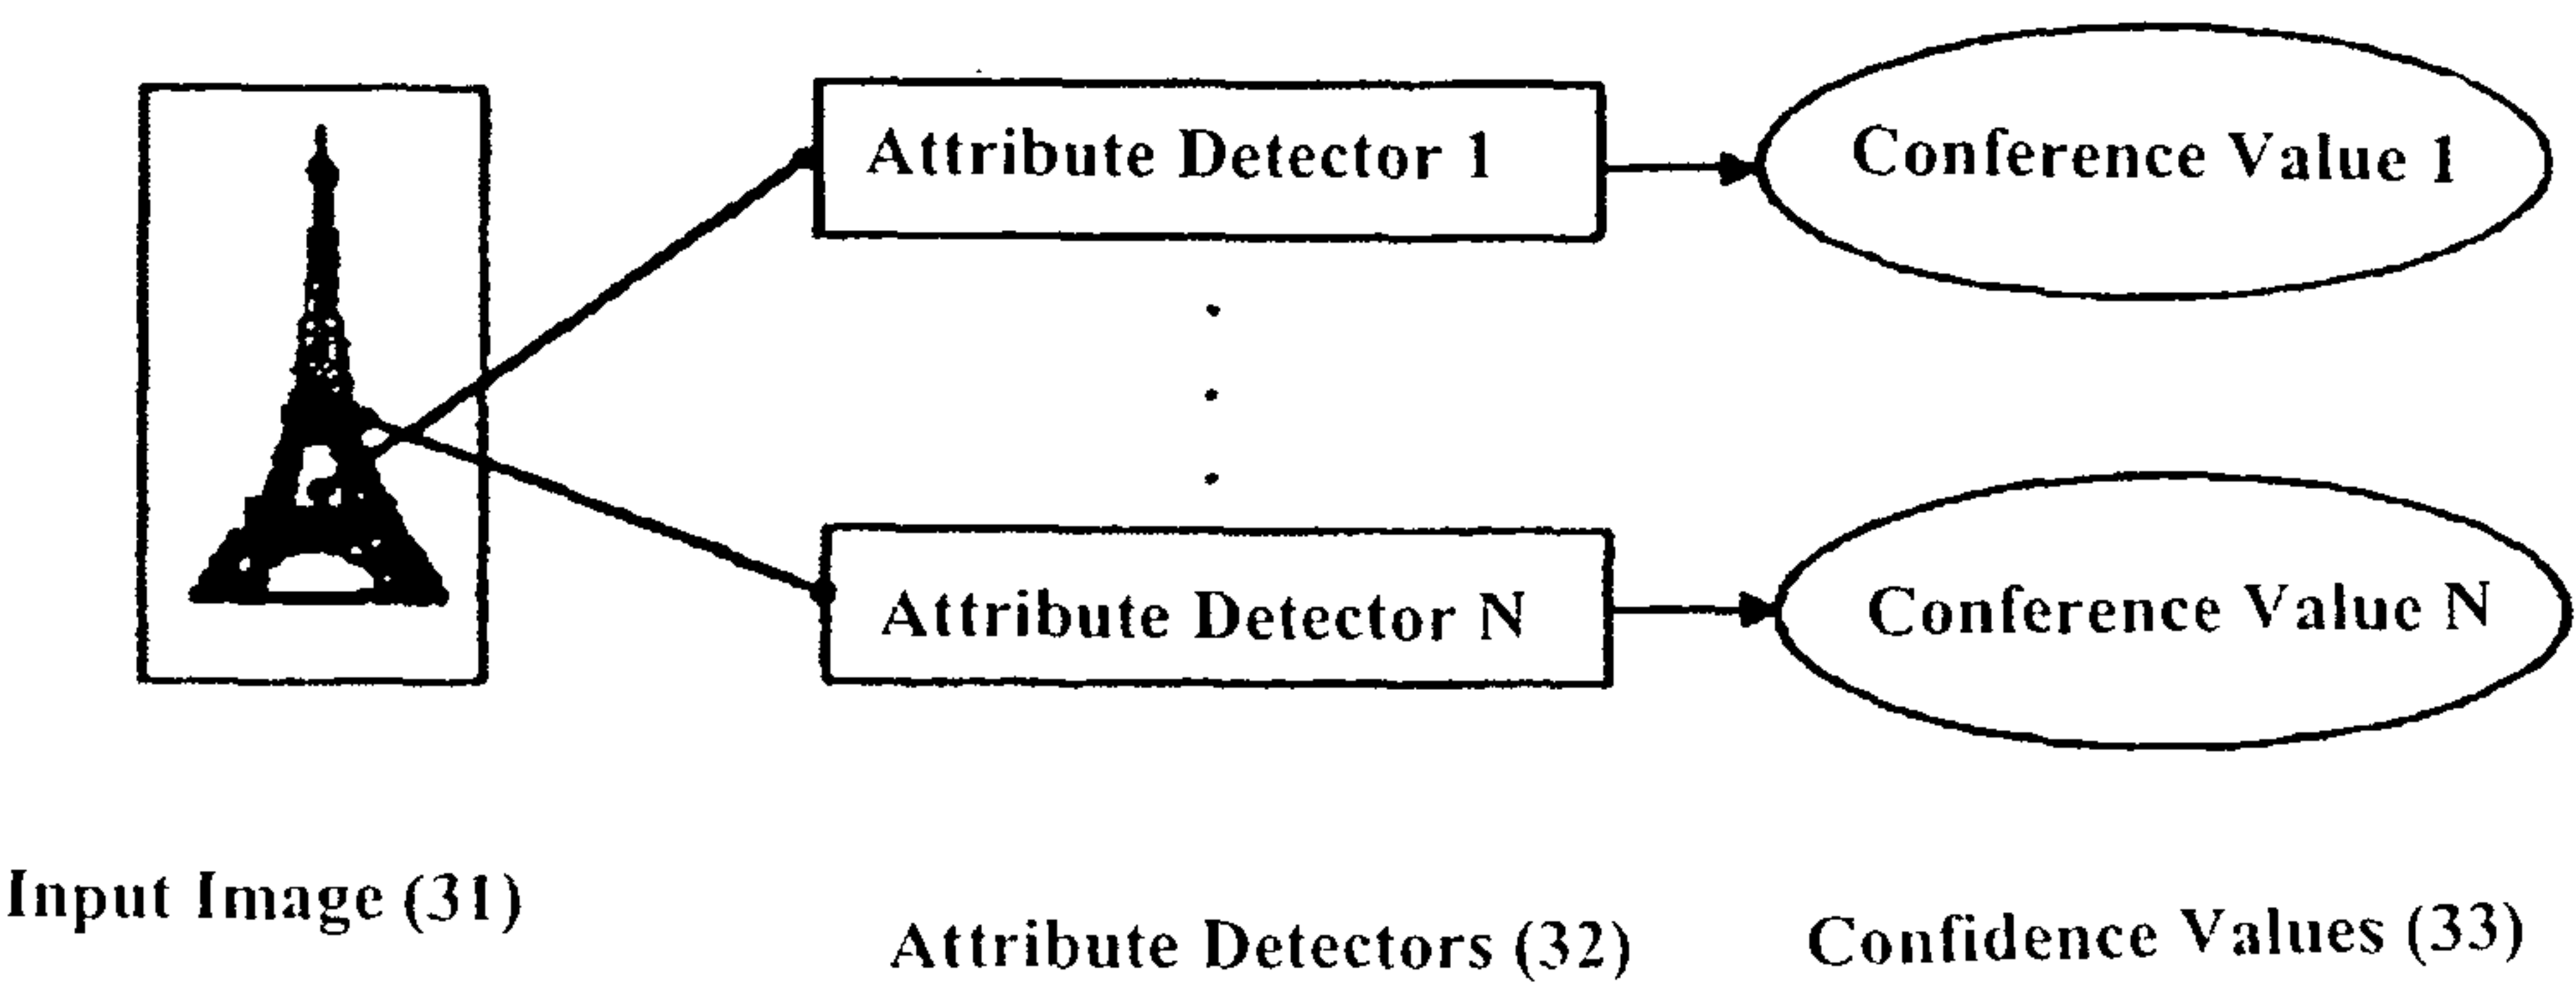 Attribute Detector 1
Conference Value 1
Attribute Detector N
Conference Value N
Input Image (31)
Attribute Detectors (32)
Confidence Values (33)